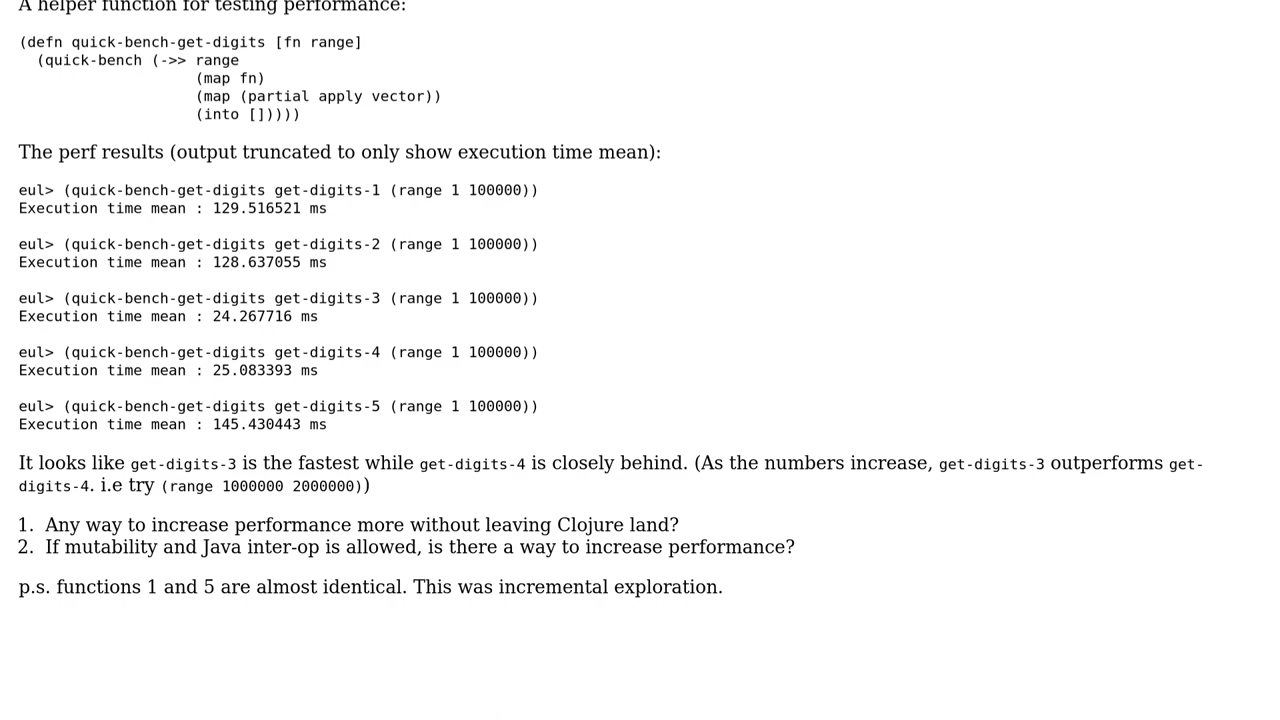 A helper function for testing performance:
(defn quick-bench-get-digits [fn range]
  (quick-bench (->> range
                    (map fn)
                    (map (partial apply vector))
                    (into []))))
The perf results (output truncated to only show execution time mean):
eul> (quick-bench-get-digits get-digits-1 (range 1 100000))
Execution time mean : 129.516521 ms
eul> (quick-bench-get-digits get-digits-2 (range 1 100000))
Execution time mean : 128.637055 ms
eul> (quick-bench-get-digits get-digits-3 (range 1 100000))
Execution time mean : 24.267716 ms
eul> (quick-bench-get-digits get-digits-4 (range 1 100000))
Execution time mean : 25.083393 ms
eul> (quick-bench-get-digits get-digits-5 (range 1 100000))
Execution time mean : 145.430443 ms
It looks like get-digits-3 is the fastest while get-digits-4 is closely behind. (As the numbers increase, get-digits-3 outperforms get-
digits-4. i.e try (range 1000000 2000000))
1. Any way to increase performance more without leaving Clojure land?
2. If mutability and Java inter-op is allowed, is there a way to increase performance?
p.s. functions 1 and 5 are almost identical. This was incremental exploration.